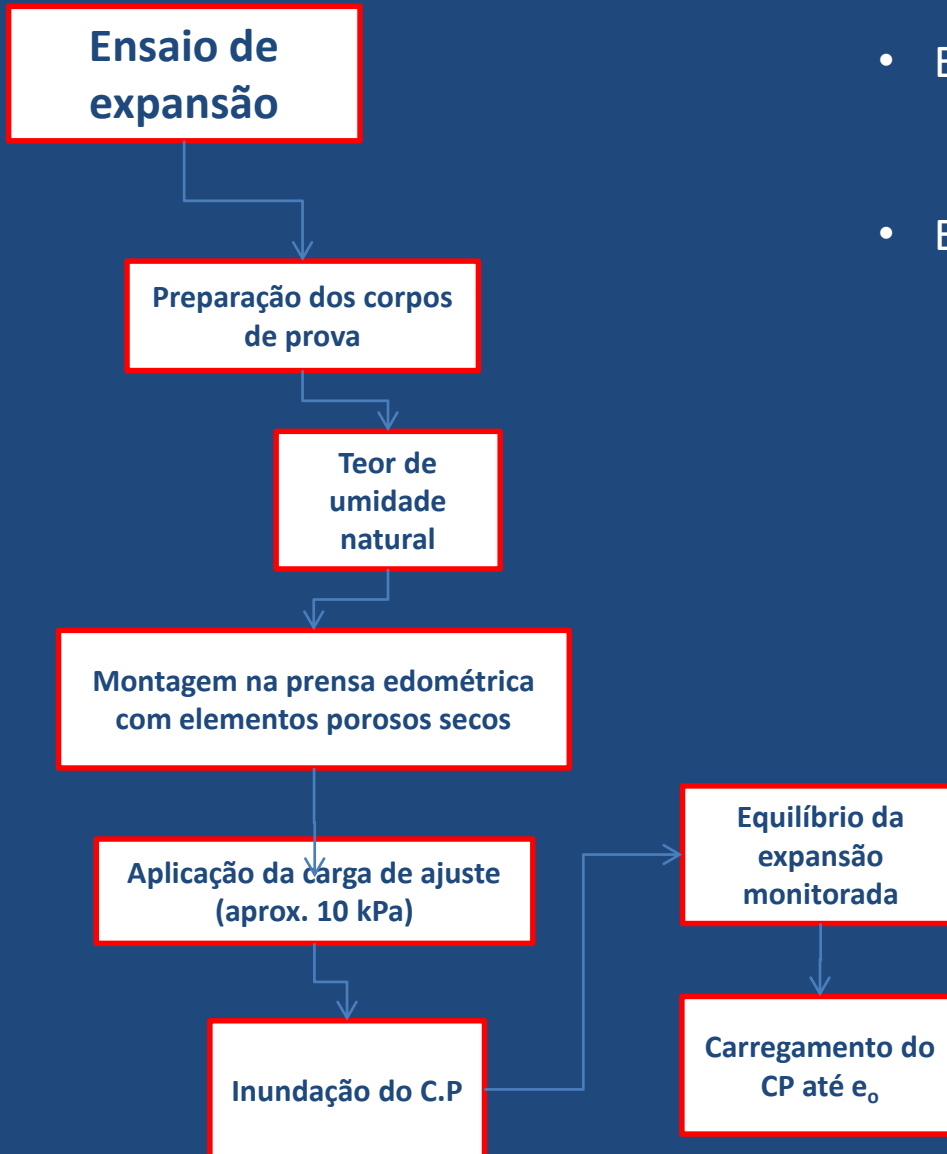 Ensaio de
expansão
Preparação dos corpos
de prova
Teor de
umidade
natural
Montagem na prensa edométrica
com elementos porosos secos
Aplicação da carga de ajuste
(aprox. 10 kPa)
Inundação do C.P
Equilíbrio da
expansão
monitorada
Carregamento do
CP até eₒ